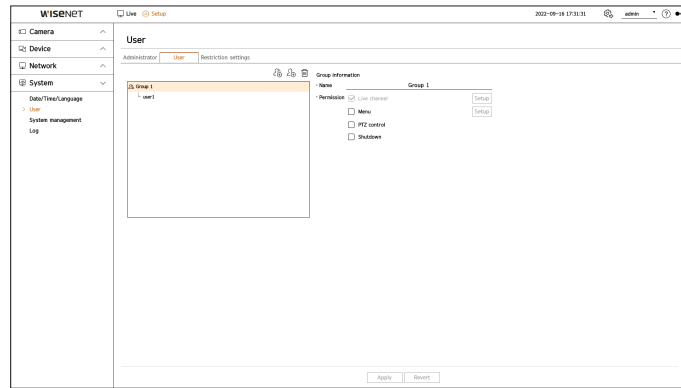 WISENET
Live Setup
2022-09-16 17:31:31
admin
?
Camera
Device
Network
System
Date/Time/Language
> User
System management
Log
User
Administrator User Restriction settings
Group 1
user1
Group information
• Name Group 1
• Permission Live channel Setup
Menu Setup
PTZ control
Shutdown
Apply Revert